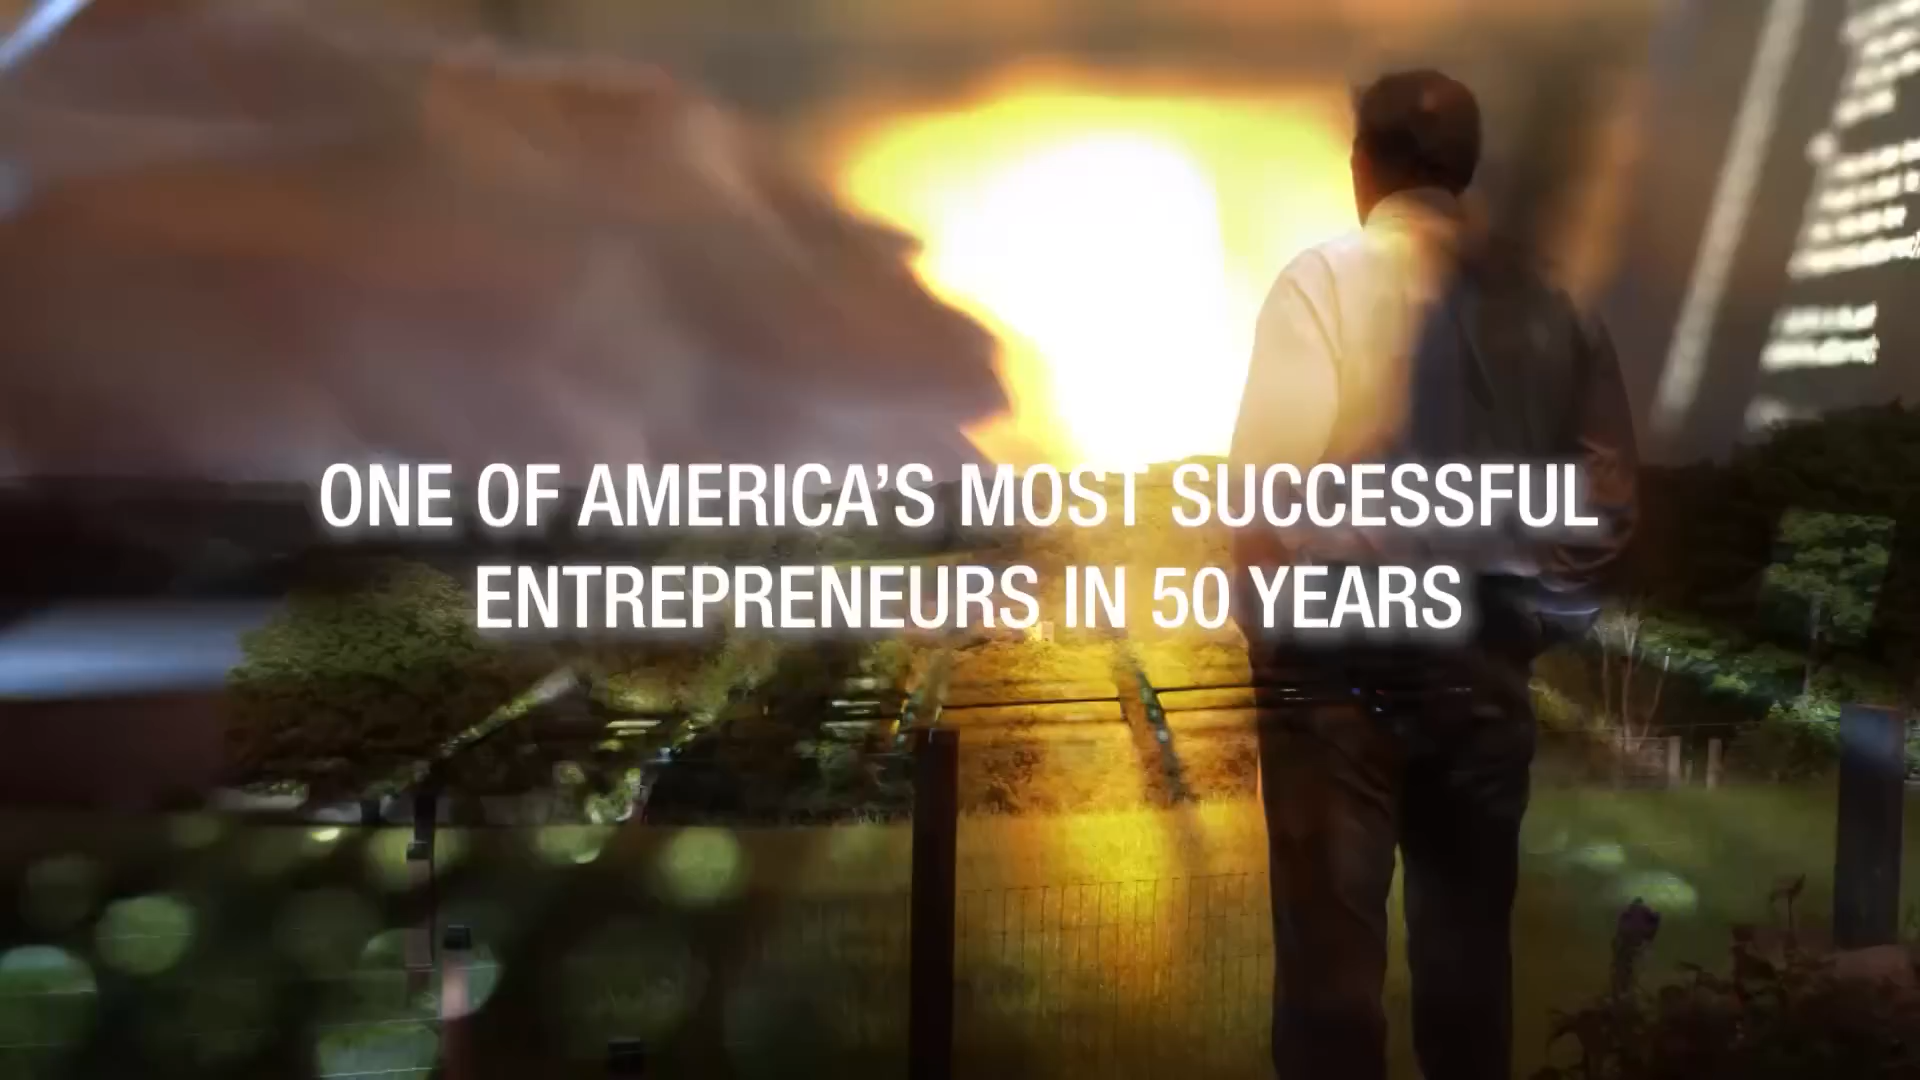 ONE OF AMERICA’S MOST SUCCESSFUL
ENTREPRENEURS IN 50 YEARS